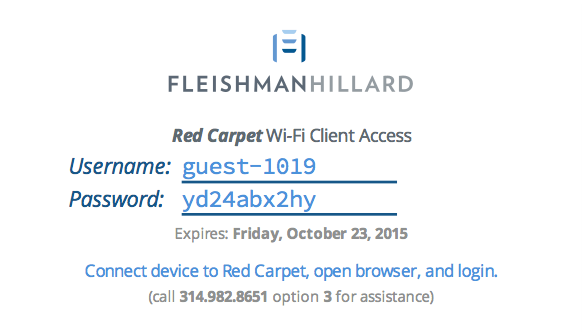 FLEISHMANHILLARD
Red Carpet Wi-Fi Client Access
Username: guest-1019
Password: yd24abx2hy
Expires: Friday, October 23, 2015
Connect device to Red Carpet, open browser, and login.
(call 314.982.8651 option 3 for assistance)